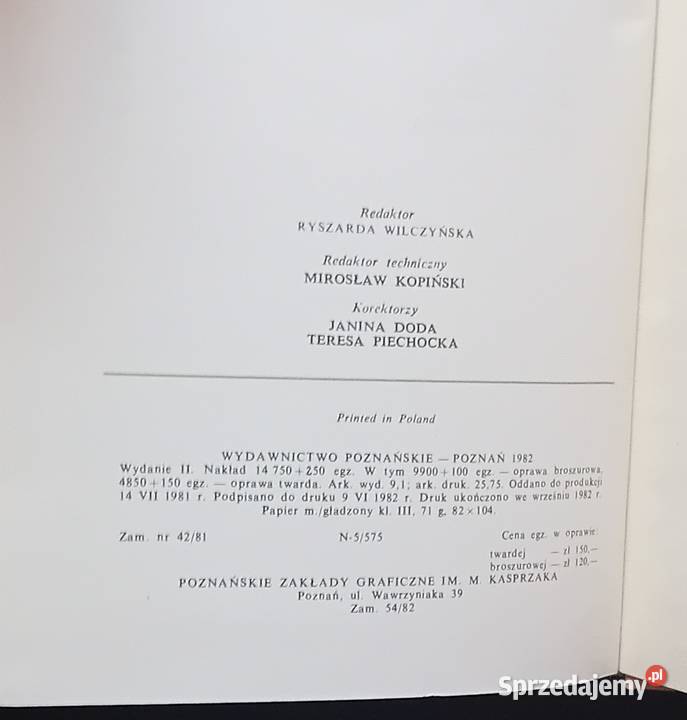 Redaktor
RYSZARDA WILCZYŃSKA
Redaktor techniczny
MIROSŁAW KOPIŃSKI
Korektorzy
JANINA DODA
TERESA PIECHOCKA
Printed in Poland
WYDAWNICTWO POZNAŃSKIE — POZNAŃ 1982
Wydanie II. Nakład 14 750 + 250 egz. W tym 9900 + 100 egz. — oprawa broszurowa,
4850 + 150 egz. — oprawa twarda. Ark. wyd. 9,1; ark. druk. 25,75. Oddano do produkcji
14 VII 1981 r. Podpisano do druku 9 VI 1982 r. Druk ukończono we wrześniu 1982 r.
Papier m./gładzony kl. III, 71 g, 82 × 104.
Zam. nr 42/81 N-5/575 Cena egz. w oprawie:
twardej — zł 150,—
broszurowej — zł 120,—
POZNAŃSKIE ZAKŁADY GRAFICZNE IM. M. KASPRZAKA
Poznań, ul. Wawrzyniaka 39
Zam. 54/82
Sprzedajemy.pl